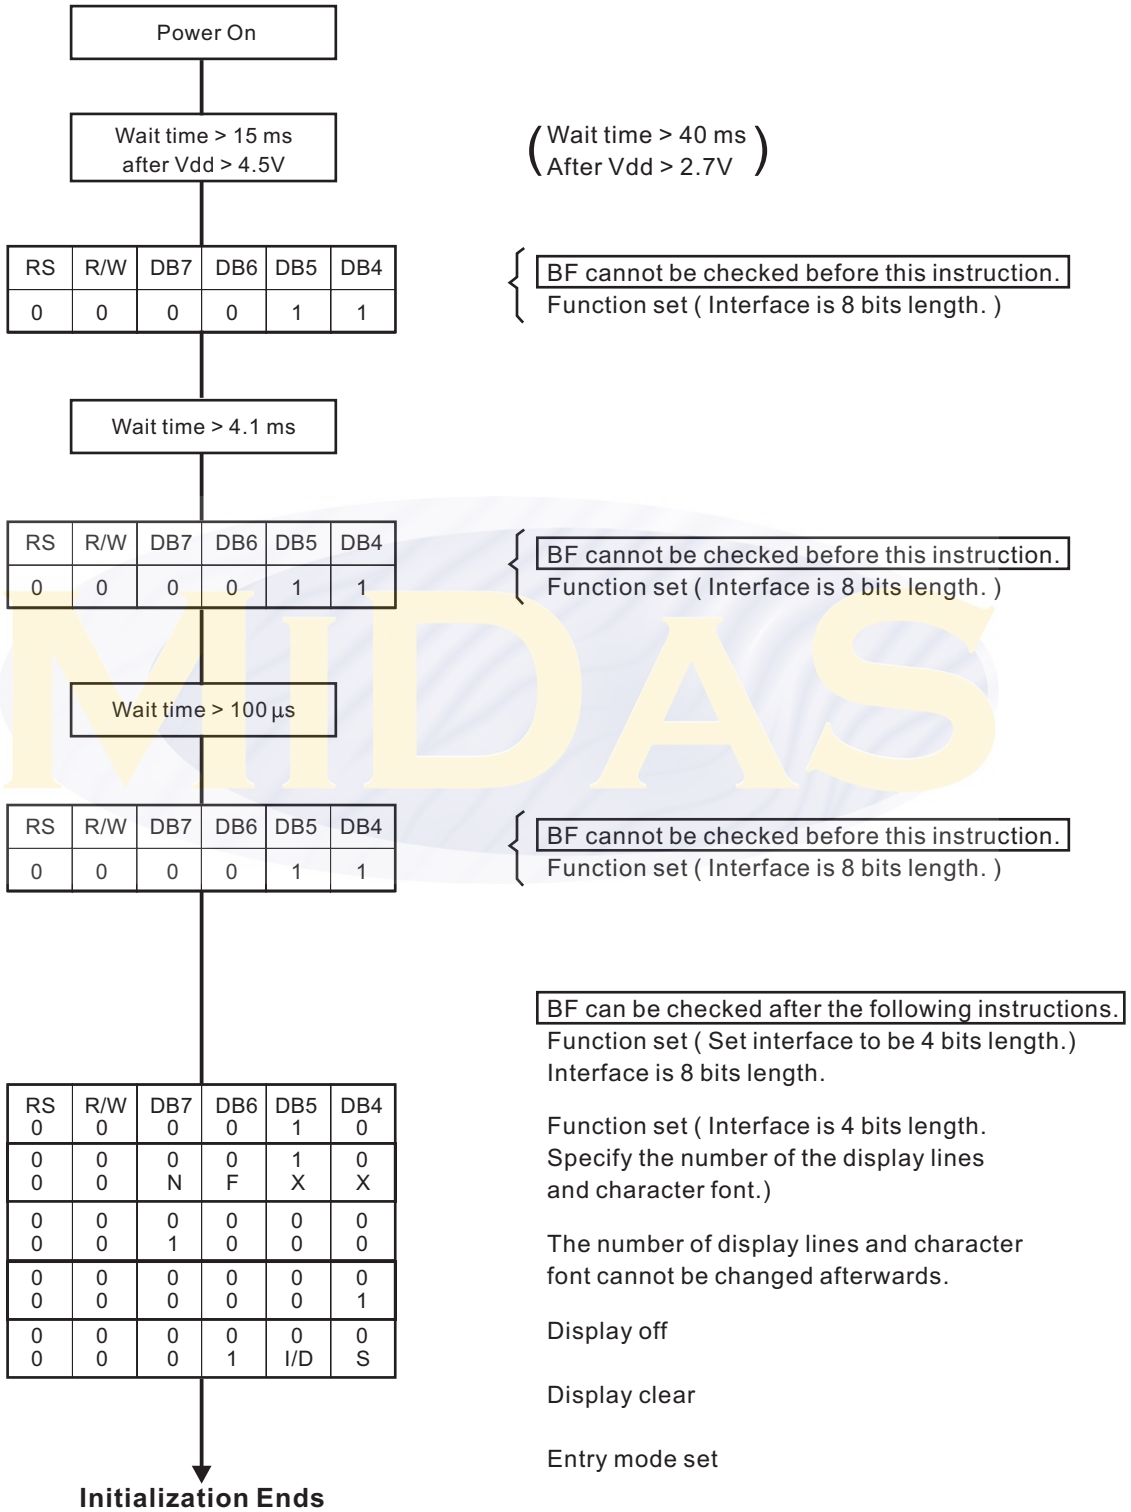 Power On
Wait time > 15 ms
after Vdd > 4.5V
(Wait time > 40 ms
After Vdd > 2.7V)
RS R/W DB7 DB6 DB5 DB4
0 0 0 0 1 1
BF cannot be checked before this instruction.
Function set ( Interface is 8 bits length. )
Wait time > 4.1 ms
RS R/W DB7 DB6 DB5 DB4
0 0 0 0 1 1
BF cannot be checked before this instruction.
Function set ( Interface is 8 bits length. )
MIDAS
Wait time > 100 µs
RS R/W DB7 DB6 DB5 DB4
0 0 0 0 1 1
BF cannot be checked before this instruction.
Function set ( Interface is 8 bits length. )
BF can be checked after the following instructions.
Function set ( Set interface to be 4 bits length.)
Interface is 8 bits length.
RS R/W DB7 DB6 DB5 DB4
0 0 0 0 1 0
0 0 0 0 1 0
0 0 N F X X
0 0 0 0 0 0
0 0 1 0 0 0
0 0 0 0 0 0
0 0 0 0 0 1
0 0 0 0 0 0
0 0 0 1 I/D S
Function set ( Interface is 4 bits length.
Specify the number of the display lines
and character font.)
The number of display lines and character
font cannot be changed afterwards.
Display off
Display clear
Entry mode set
Initialization Ends